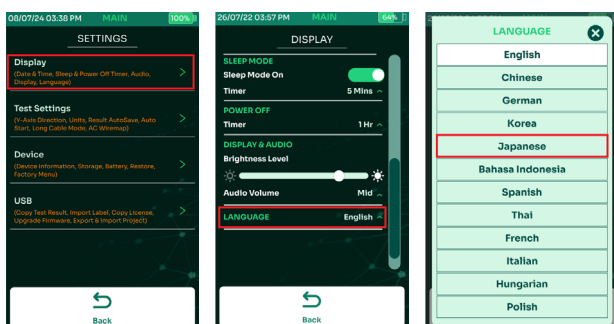 08/07/24 03:38 PM MAIN 100%
SETTINGS
Display
(Date & Time, Sleep & Power Off Timer, Audio,
Display, Language)
Test Settings
(Y-Axis Direction, Units, Result AutoSave, Auto
Start, Long Cable Mode, AC Wiremap)
Device
(Device Information, Storage, Battery, Restore,
Factory Menu)
USB
(Copy Test Result, Import Label, Copy License,
Upgrade Firmware, Export & Import Project)
Back
26/07/22 03:57 PM MAIN 64%
DISPLAY
SLEEP MODE
Sleep Mode On
Timer 5 Mins
POWER OFF
Timer 1 Hr
DISPLAY & AUDIO
Brightness Level
Audio Volume Mid
LANGUAGE English
Back
LANGUAGE
English
Chinese
German
Korea
Japanese
Bahasa Indonesia
Spanish
Thai
French
Italian
Hungarian
Polish